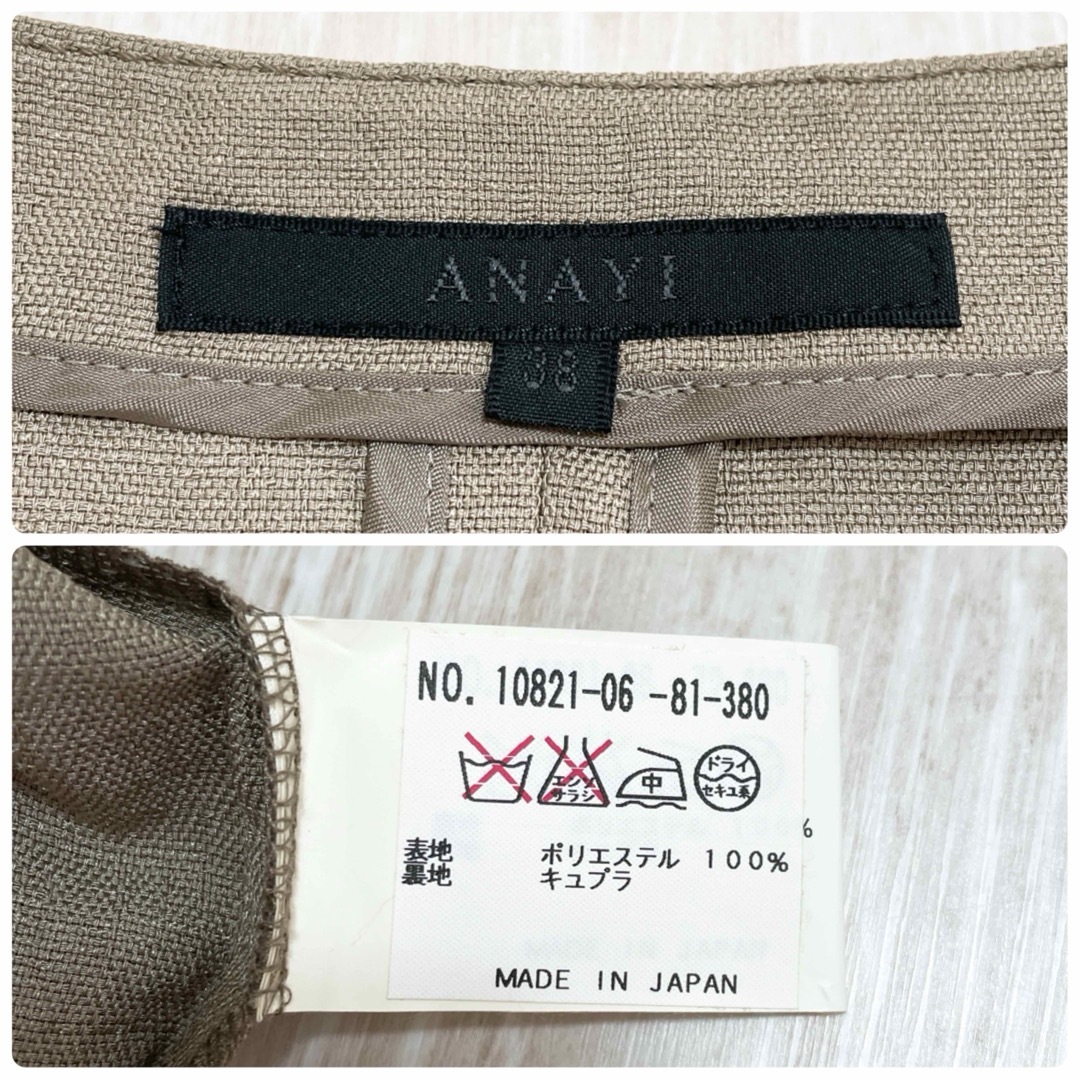 ANAYI
38
NO. 10821-06 -81-380
エンソ
サラシ
中
ドライ
セキユ系
%
表地 ポリエステル 100%
裏地 キュプラ
MADE IN JAPAN